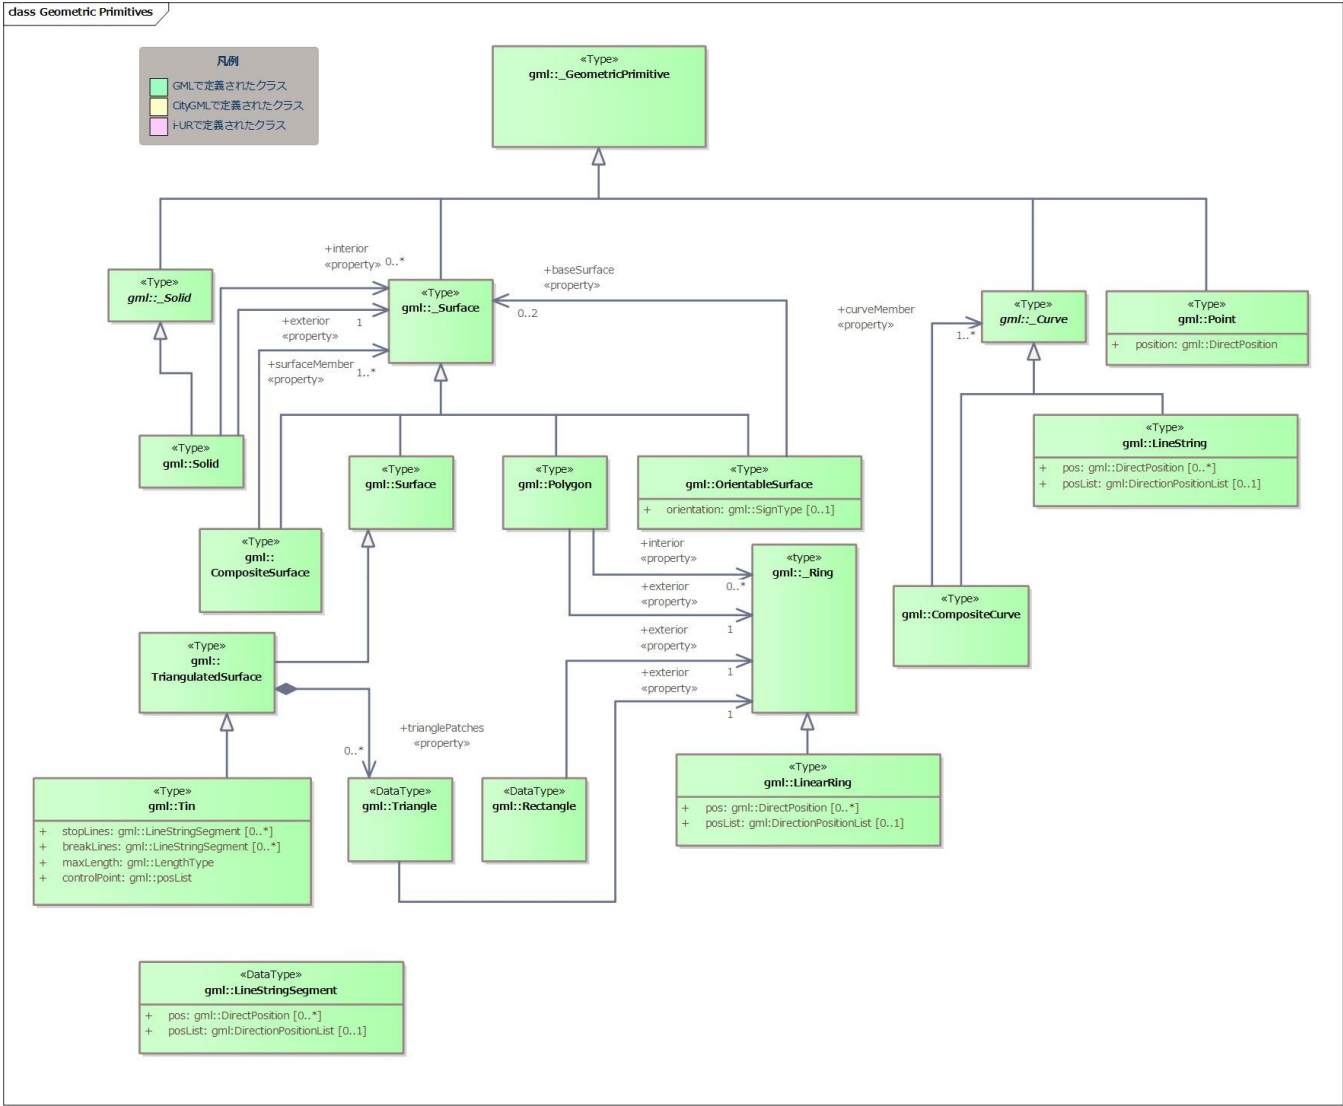 class Geometric Primitives
凡例
GMLで定義されたクラス
CityGMLで定義されたクラス
i-URで定義されたクラス
«Type»
gml::_GeometricPrimitive
+interior
«property»
0..*
«Type»
gml::_Solid
«Type»
gml::_Surface
+baseSurface
«property»
0..2
+exterior
«property»
1
+surfaceMember
«property»
1..*
+curveMember
«property»
1..*
«Type»
gml::_Curve
«Type»
gml::Point
+ position: gml::DirectPosition
«Type»
gml::Solid
«Type»
gml::Surface
«Type»
gml::Polygon
«Type»
gml::OrientableSurface
+ orientation: gml::SignType [0..1]
«Type»
gml::LineString
+ pos: gml::DirectPosition [0..*]
+ posList: gml:DirectionPositionList [0..1]
«Type»
gml::
CompositeSurface
+interior
«property»
0..*
+exterior
«property»
1
+exterior
«property»
1
+exterior
«property»
1
«type»
gml::_Ring
«Type»
gml::CompositeCurve
«Type»
gml::
TriangulatedSurface
+trianglePatches
«property»
0..*
«Type»
gml::Tin
+ stopLines: gml::LineStringSegment [0..*]
+ breakLines: gml::LineStringSegment [0..*]
+ maxLength: gml::LengthType
+ controlPoint: gml::posList
«DataType»
gml::Triangle
«DataType»
gml::Rectangle
«Type»
gml::LinearRing
+ pos: gml::DirectPosition [0..*]
+ posList: gml:DirectionPositionList [0..1]
«DataType»
gml::LineStringSegment
+ pos: gml::DirectPosition [0..*]
+ posList: gml:DirectionPositionList [0..1]